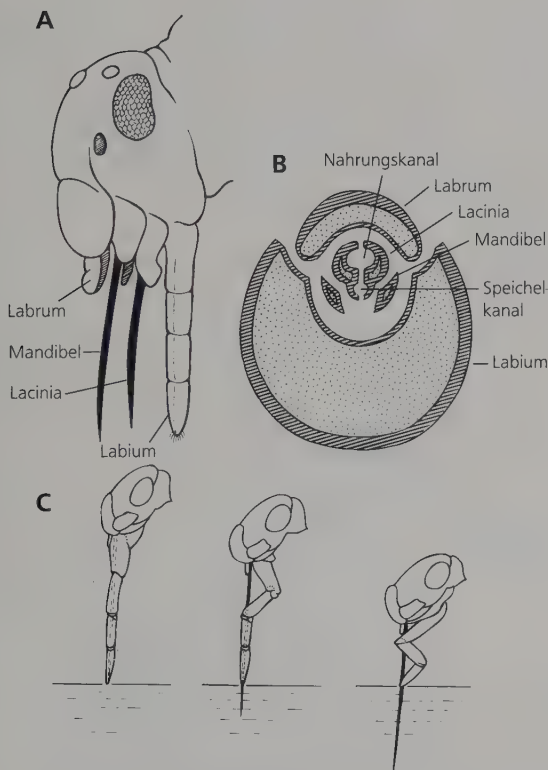 A
B
Nahrungskanal
Labrum
Lacinia
Mandibel
Speichel-
kanal
Labium
Labrum
Mandibel
Lacinia
Labium
C